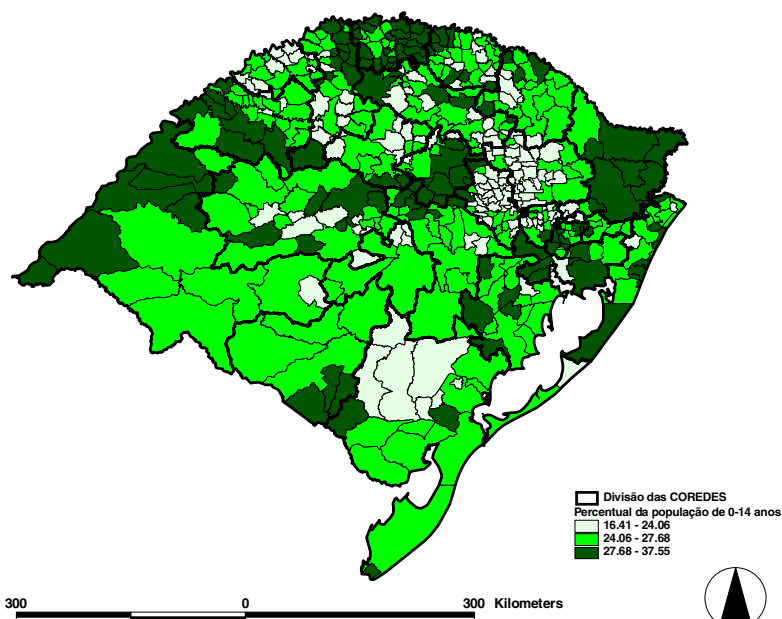 Divisão das COREDES
Percentual da população de 0-14 anos
16.41 - 24.06
24.06 - 27.68
27.68 - 37.55
300 0 300 Kilometers